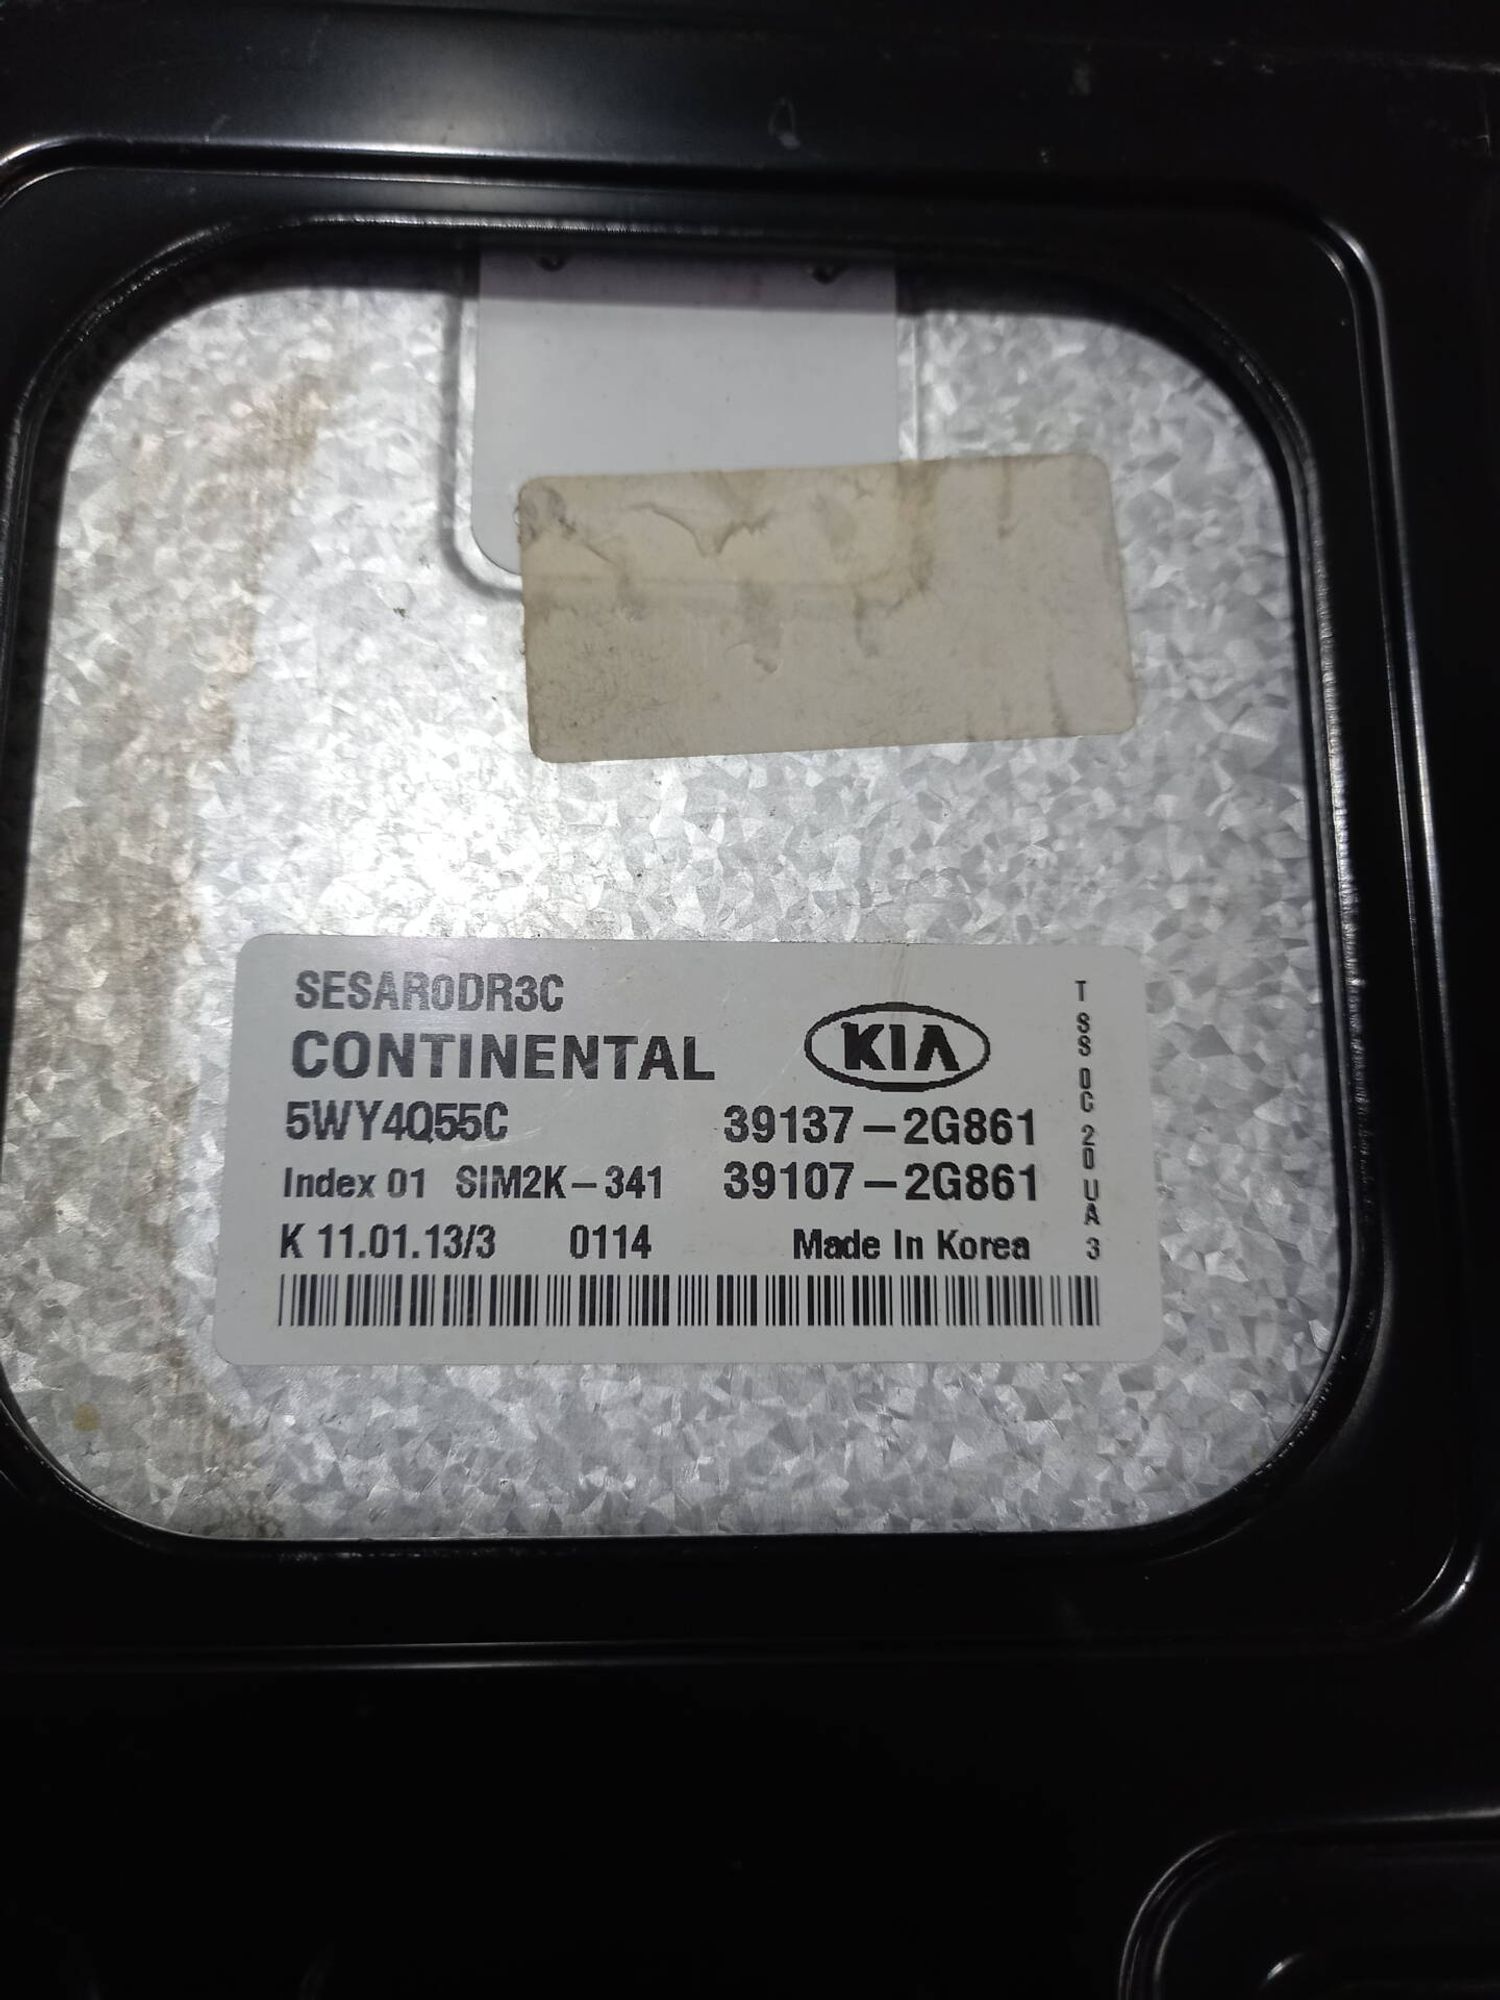 SESAR0DR3C
CONTINENTAL
KIA
5WY4Q55C 39137-2G861
Index 01 SIM2K-341 39107-2G861
K 11.01.13/3 0114 Made In Korea
T SS 0C 20 UA 3